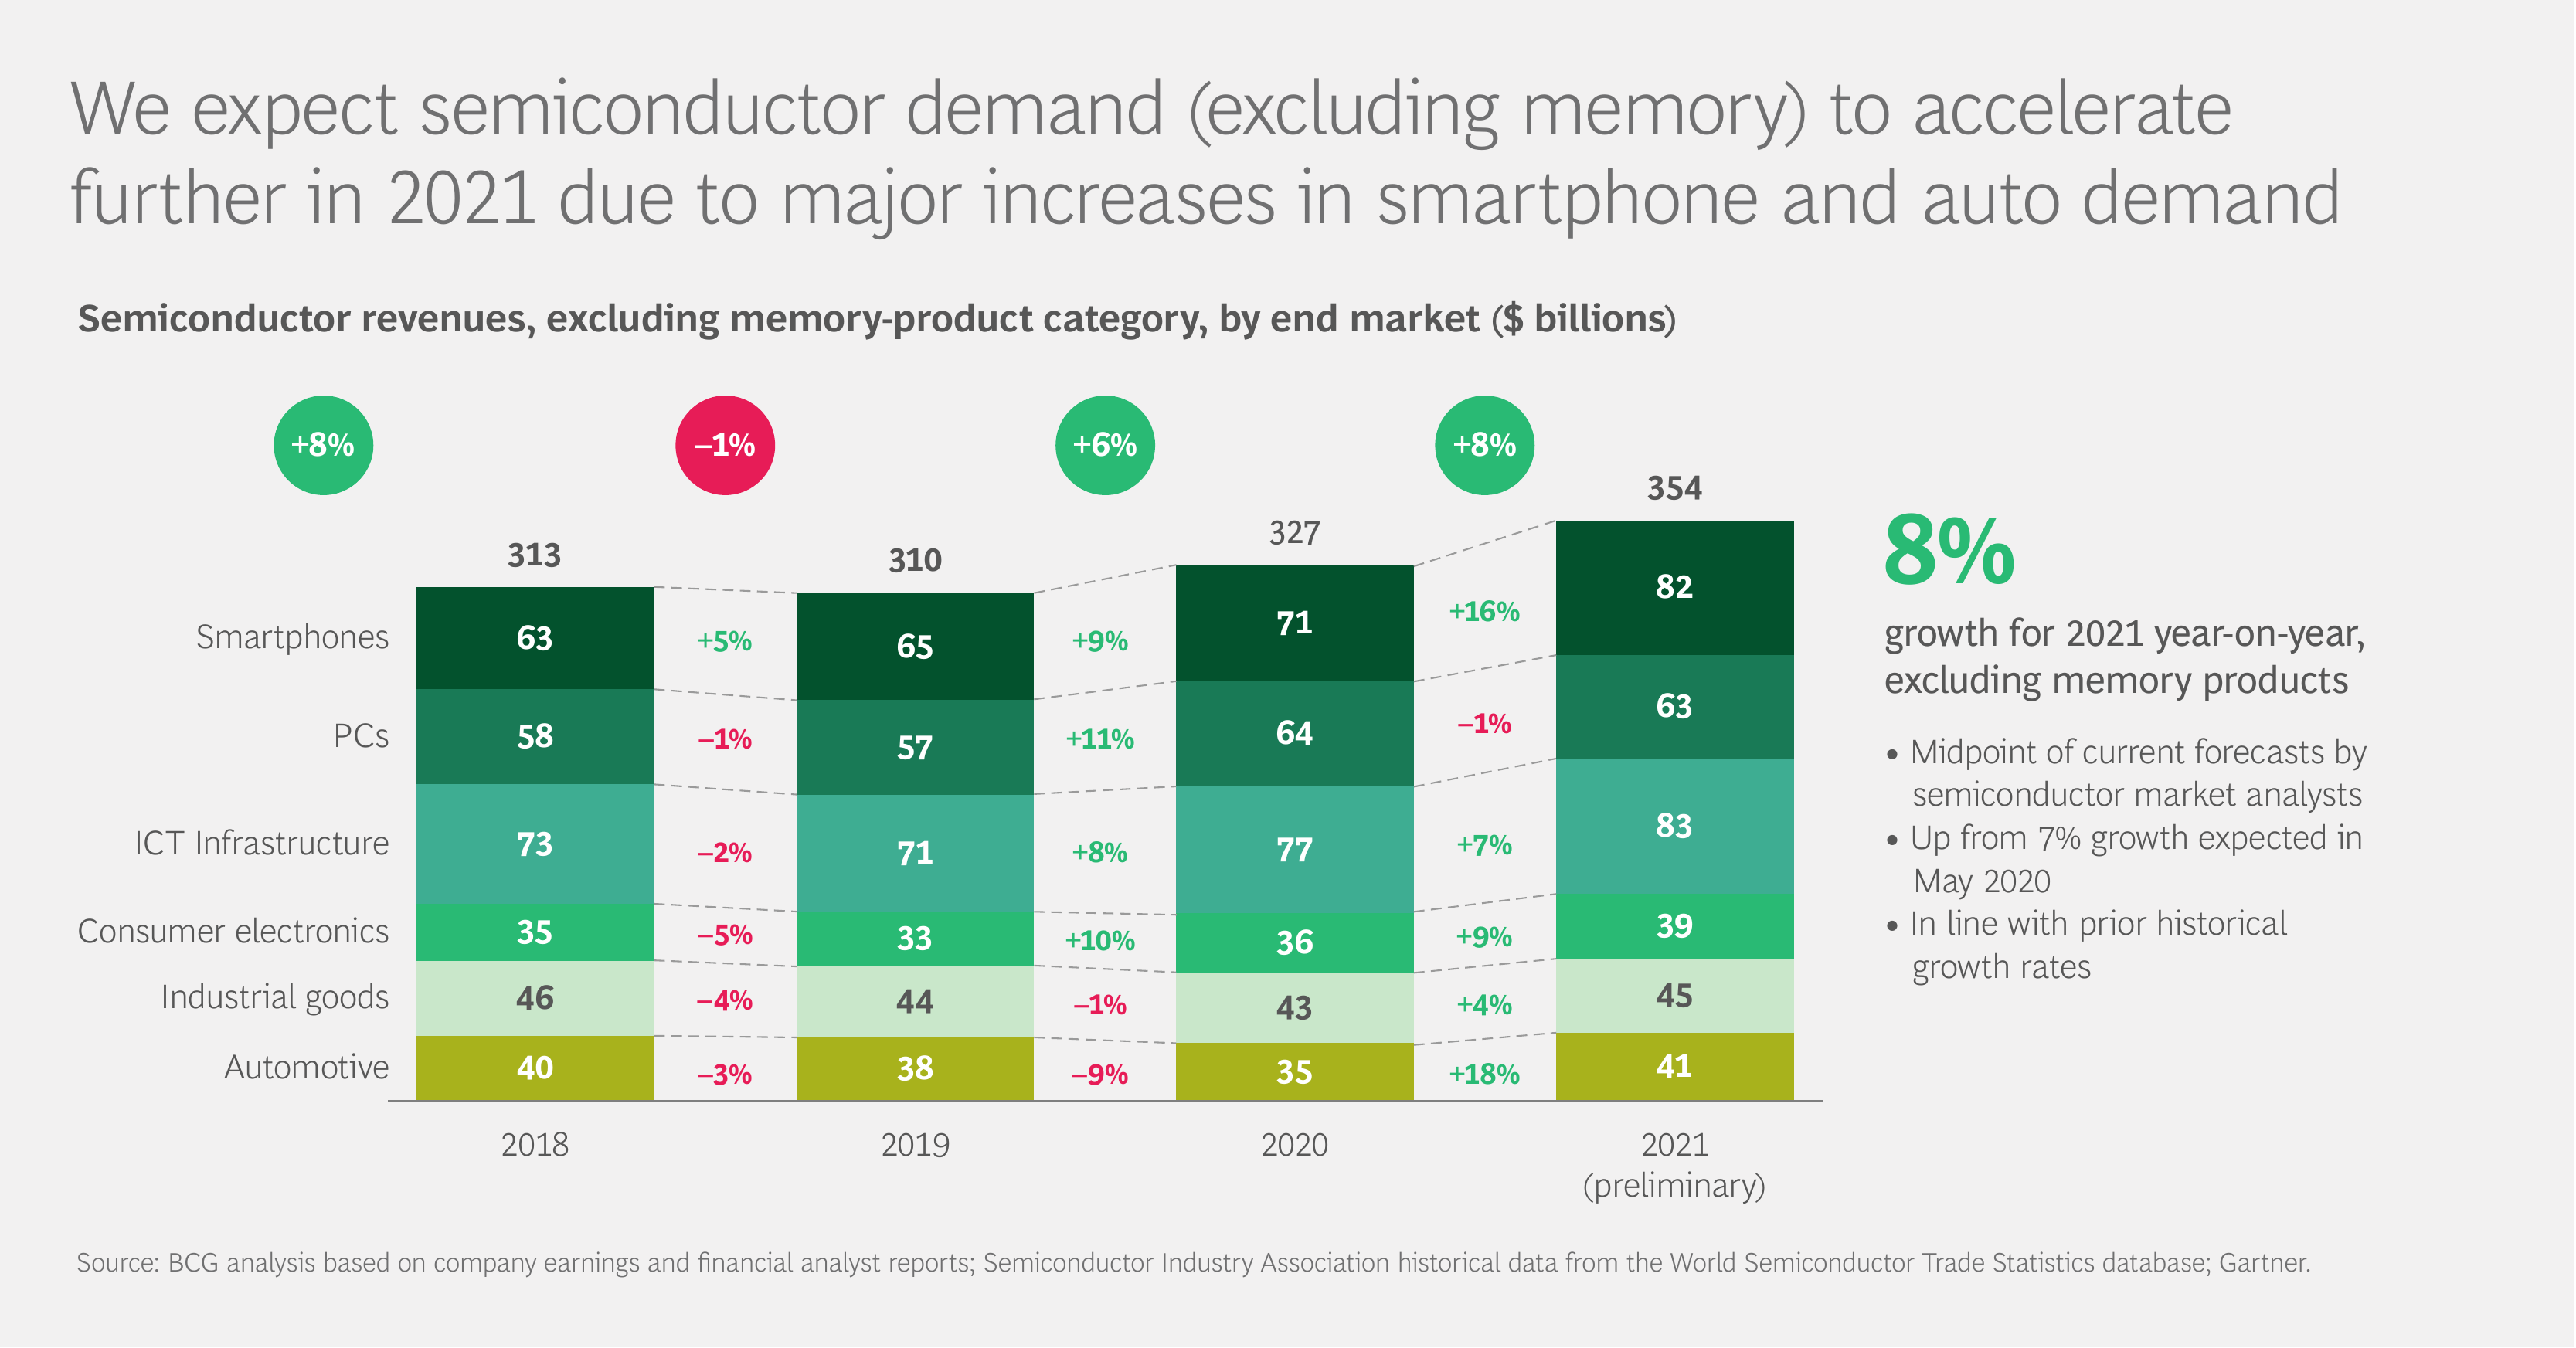 We expect semiconductor demand (excluding memory) to accelerate
further in 2021 due to major increases in smartphone and auto demand
Semiconductor revenues, excluding memory-product category, by end market ($ billions)
+8%
–1%
+6%
+8%
313
310
327
354
Smartphones
63
+5%
65
+9%
71
+16%
82
PCs
58
–1%
57
+11%
64
–1%
63
ICT Infrastructure
73
–2%
71
+8%
77
+7%
83
Consumer electronics
35
–5%
33
+10%
36
+9%
39
Industrial goods
46
–4%
44
–1%
43
+4%
45
Automotive
40
–3%
38
–9%
35
+18%
41
2018
2019
2020
2021
(preliminary)
8%
growth for 2021 year-on-year,
excluding memory products
• Midpoint of current forecasts by
semiconductor market analysts
• Up from 7% growth expected in
May 2020
• In line with prior historical
growth rates
Source: BCG analysis based on company earnings and financial analyst reports; Semiconductor Industry Association historical data from the World Semiconductor Trade Statistics database; Gartner.